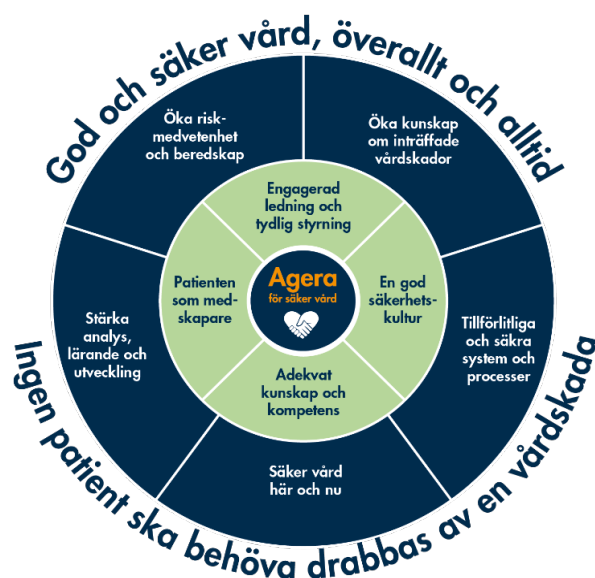 God och säker vård, överallt och alltid
Öka risk-
medvetenhet
och beredskap
Öka kunskap
om inträffade
vårdskador
Engagerad
ledning och
tydlig styrning
Patienten
som med-
skapare
Agera
för säker vård
En god
säkerhets-
kultur
Stärka
analys,
lärande och
utveckling
Tillförlitliga
och säkra
system och
processer
Adekvat
kunskap och
kompetens
Säker vård
här och nu
Ingen patient ska behöva drabbas av en vårdskada